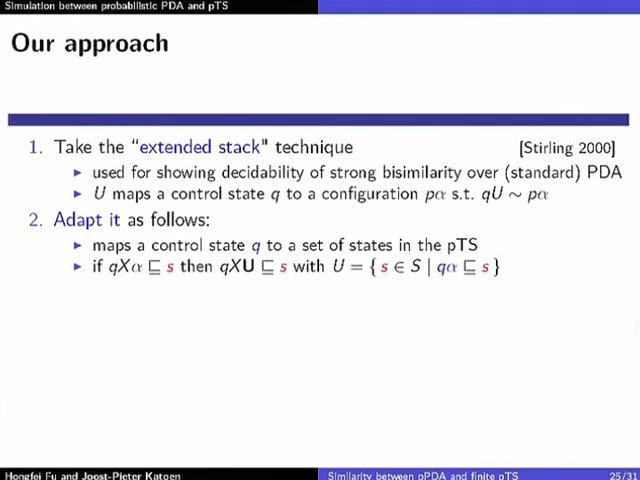 Simulation between probabilistic PDA and pTS
Our approach
1. Take the "extended stack" technique [Stirling 2000]
▶ used for showing decidability of strong bisimilarity over (standard) PDA
▶ U maps a control state q to a configuration pα s.t. qU ∼ pα
2. Adapt it as follows:
▶ maps a control state q to a set of states in the pTS
▶ if qXα ⊑ s then qXU ⊑ s with U = { s ∈ S | qα ⊑ s }
Hongfei Fu and Joost-Pieter Katoen Similarity between pPDA and finite pTS 25/31